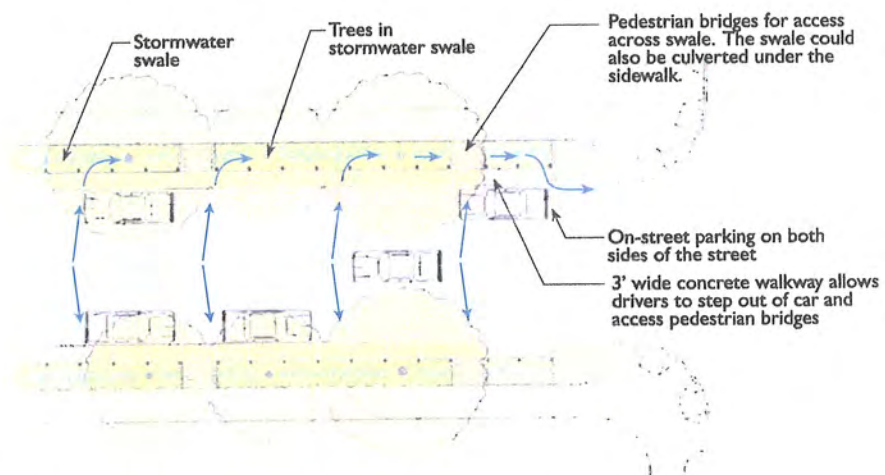 Stormwater
swale
Trees in
stormwater swale
Pedestrian bridges for access
across swale. The swale could
also be culverted under the
sidewalk.
On-street parking on both
sides of the street
3' wide concrete walkway allows
drivers to step out of car and
access pedestrian bridges